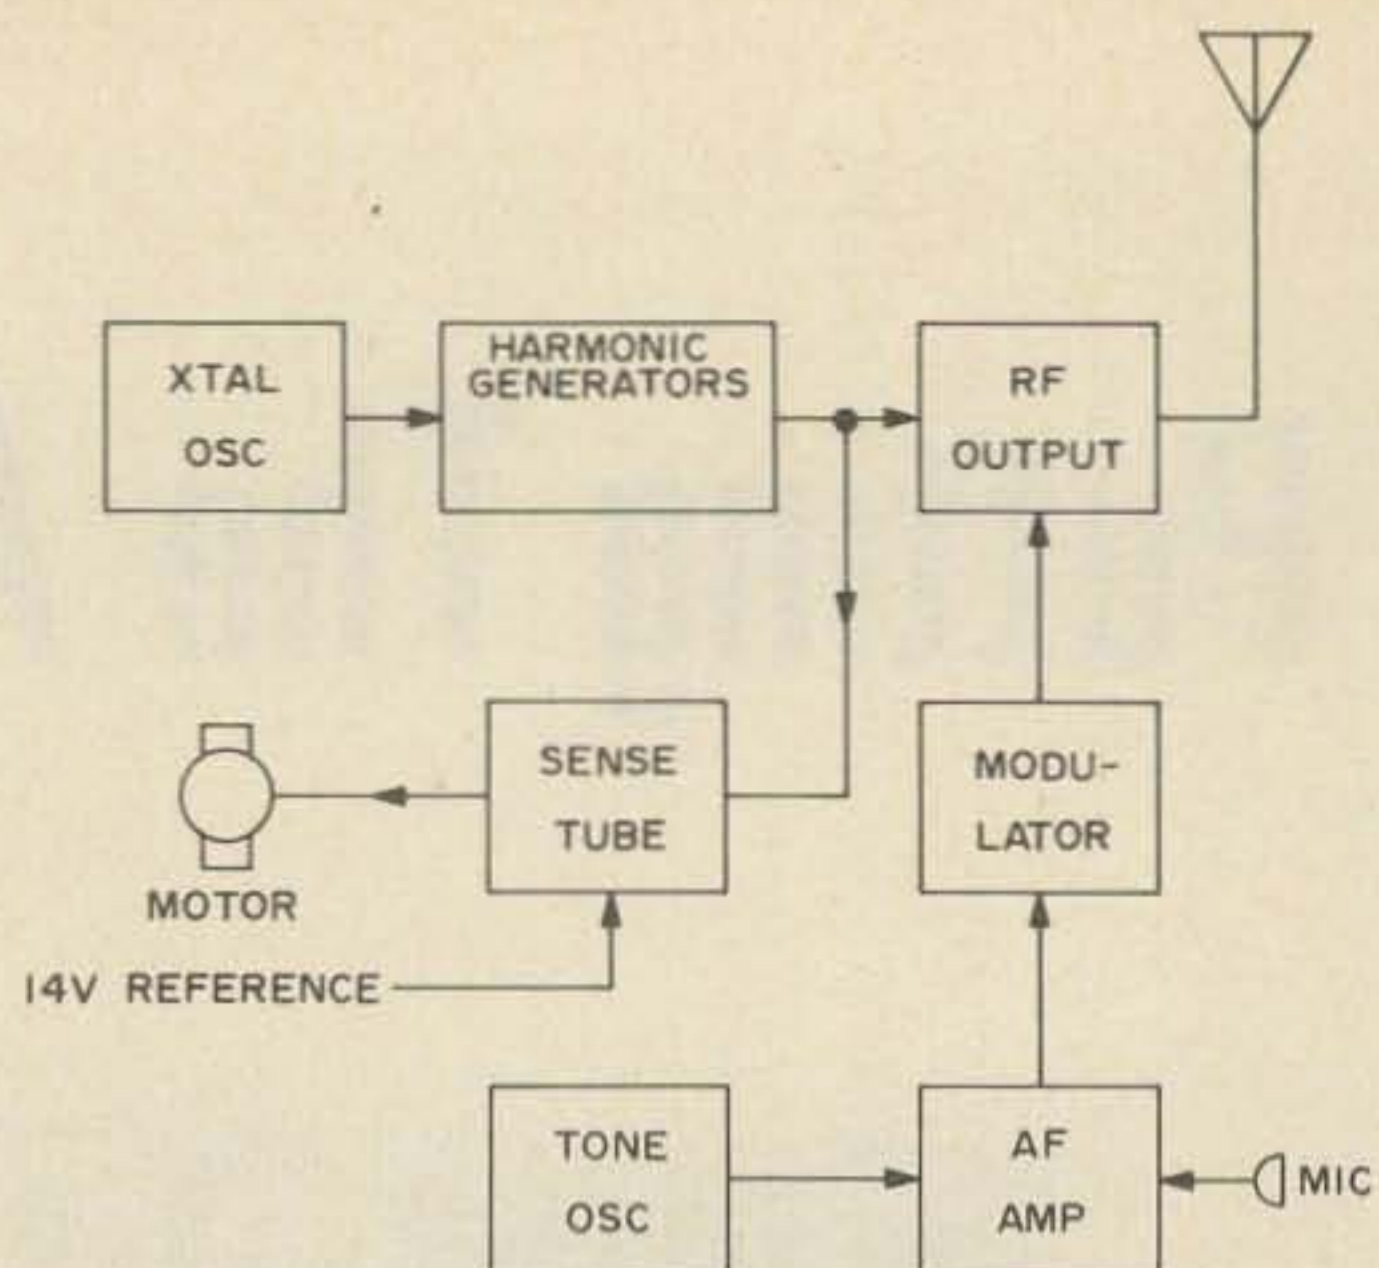 XTAL
OSC
HARMONIC
GENERATORS
RF
OUTPUT
SENSE
TUBE
MODU-
LATOR
MOTOR
14V REFERENCE
TONE
OSC
AF
AMP
MIC